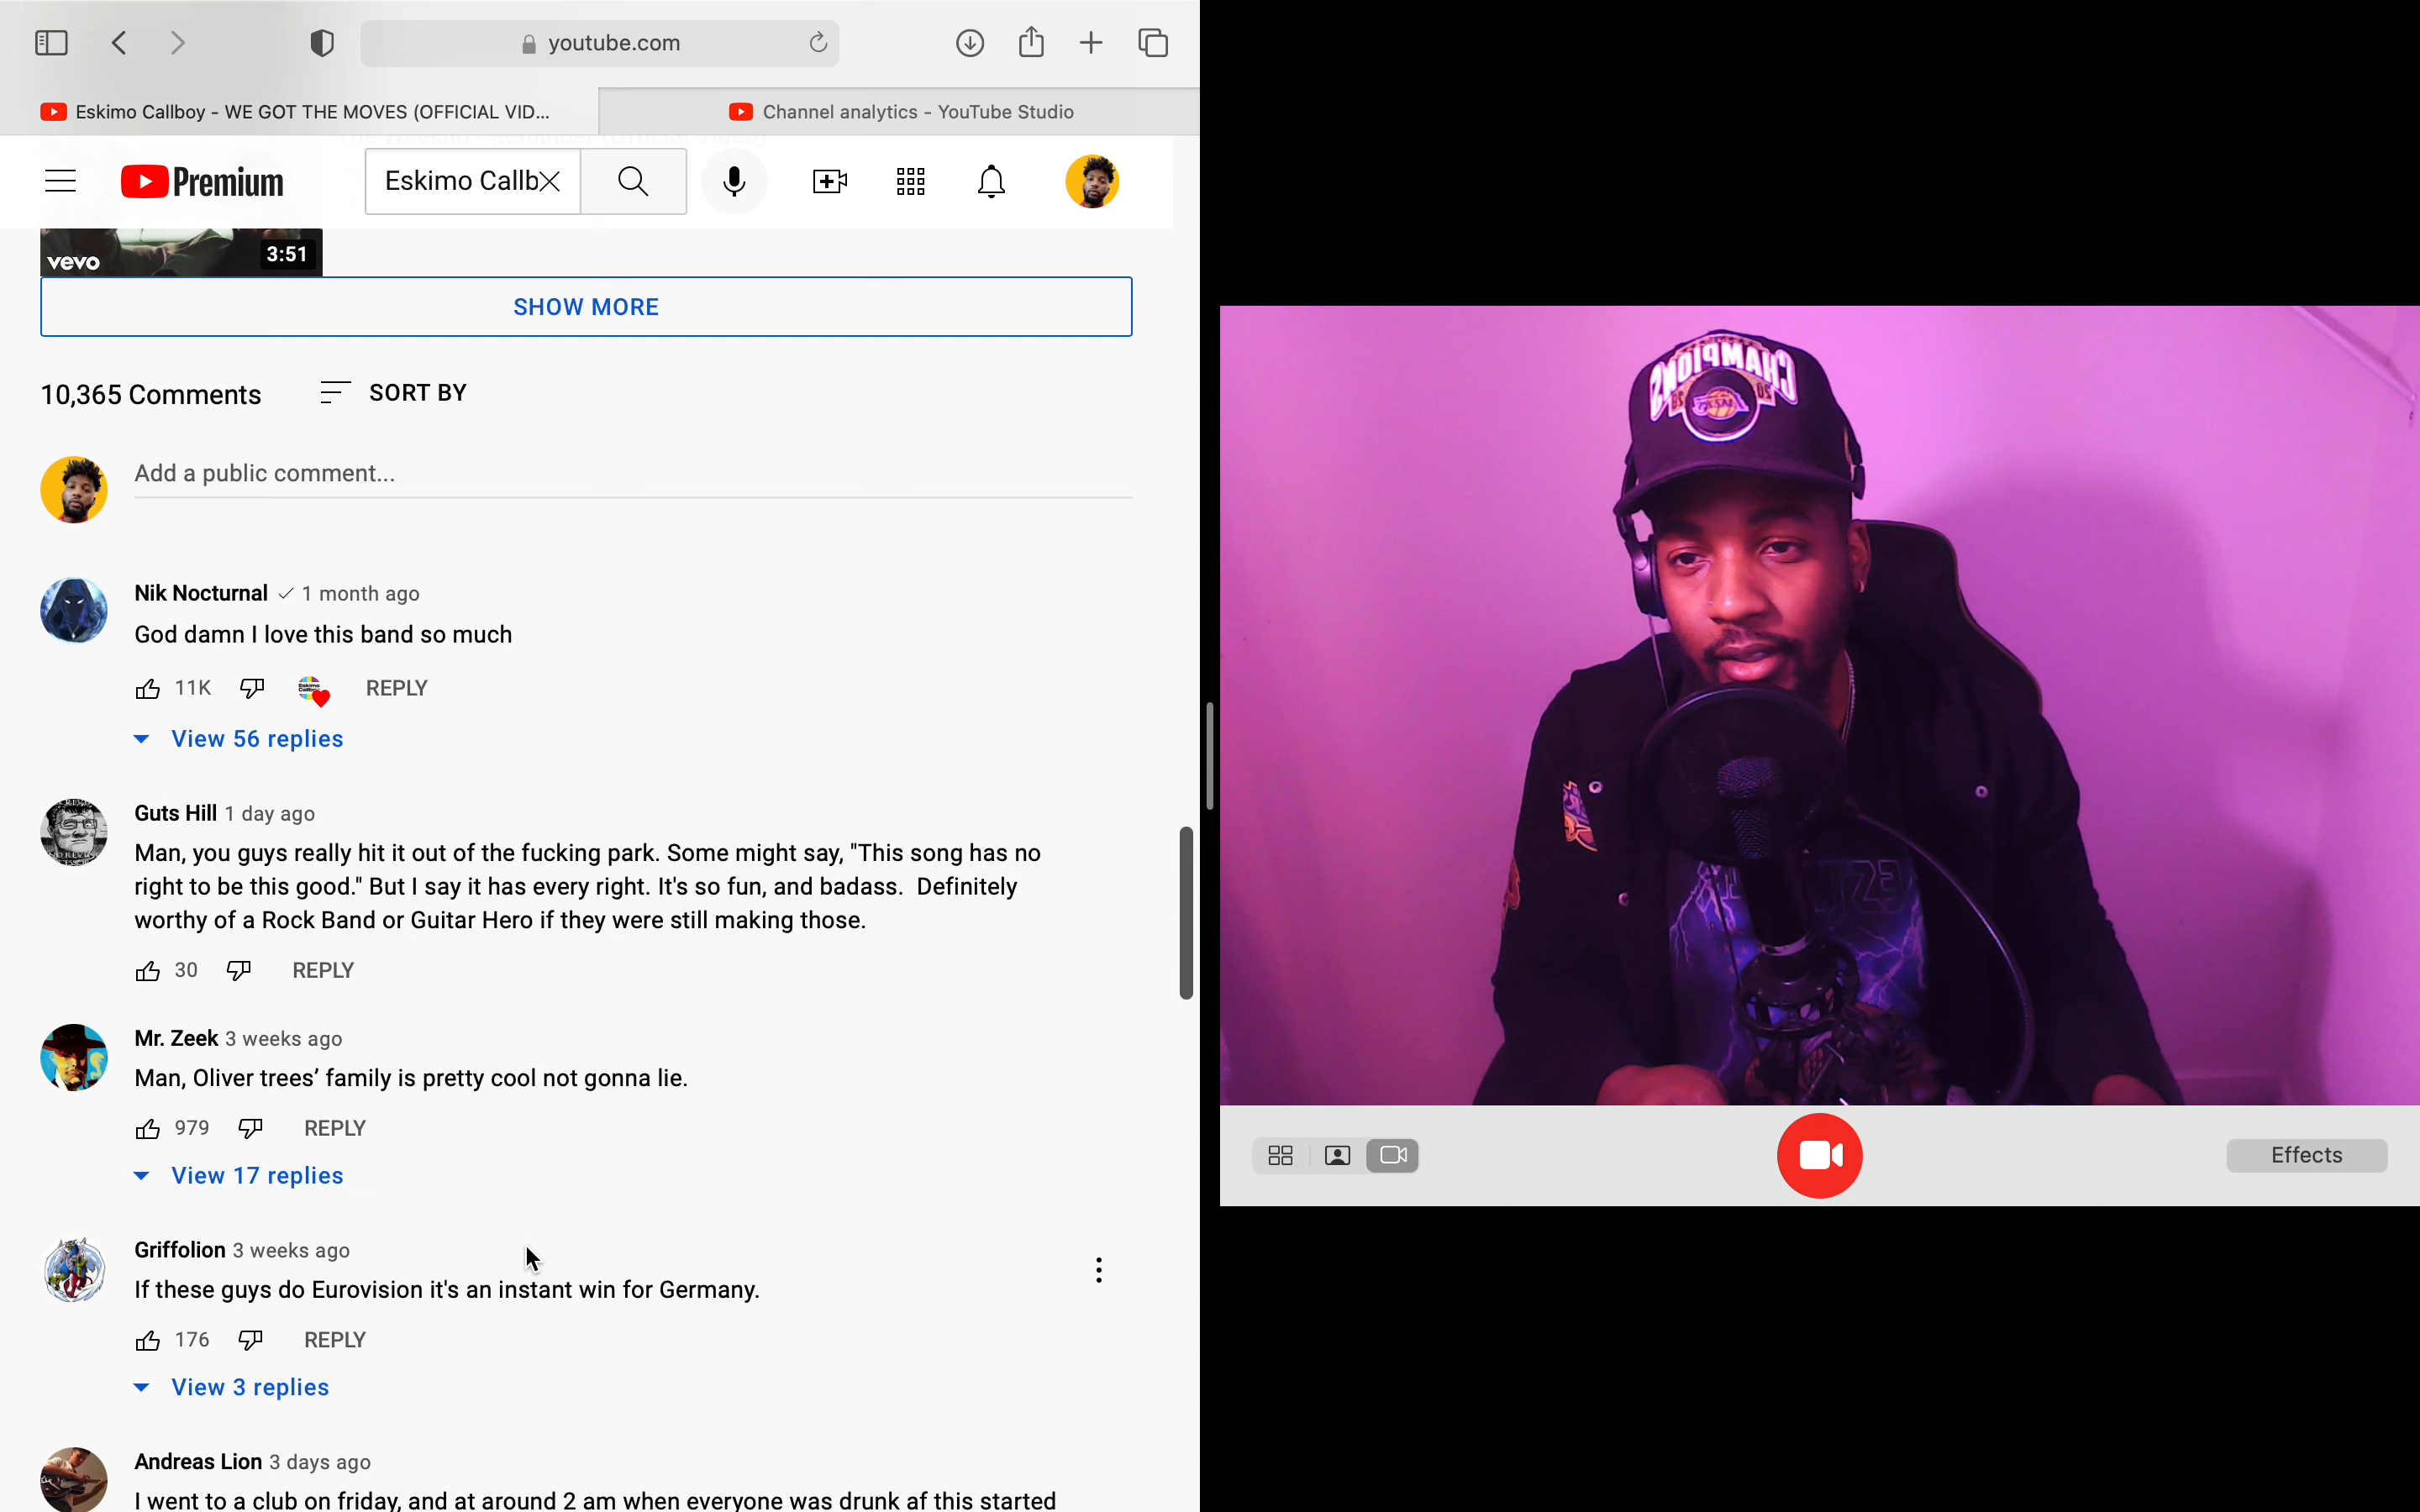 youtube.com
Eskimo Callboy - WE GOT THE MOVES (OFFICIAL VID...
Channel analytics - YouTube Studio
Premium
Eskimo Callb
vevo
3:51
SHOW MORE
10,365 Comments
SORT BY
Add a public comment...
Nik Nocturnal 1 month ago
God damn I love this band so much
11K
REPLY
View 56 replies
Guts Hill 1 day ago
Man, you guys really hit it out of the fucking park. Some might say, "This song has no
right to be this good." But I say it has every right. It's so fun, and badass. Definitely
worthy of a Rock Band or Guitar Hero if they were still making those.
30
REPLY
Mr. Zeek 3 weeks ago
Man, Oliver trees’ family is pretty cool not gonna lie.
979
REPLY
View 17 replies
Griffolion 3 weeks ago
If these guys do Eurovision it's an instant win for Germany.
176
REPLY
View 3 replies
Andreas Lion 3 days ago
I went to a club on friday, and at around 2 am when everyone was drunk af this started
CHAMPIONS
20
LAKERS
Effects